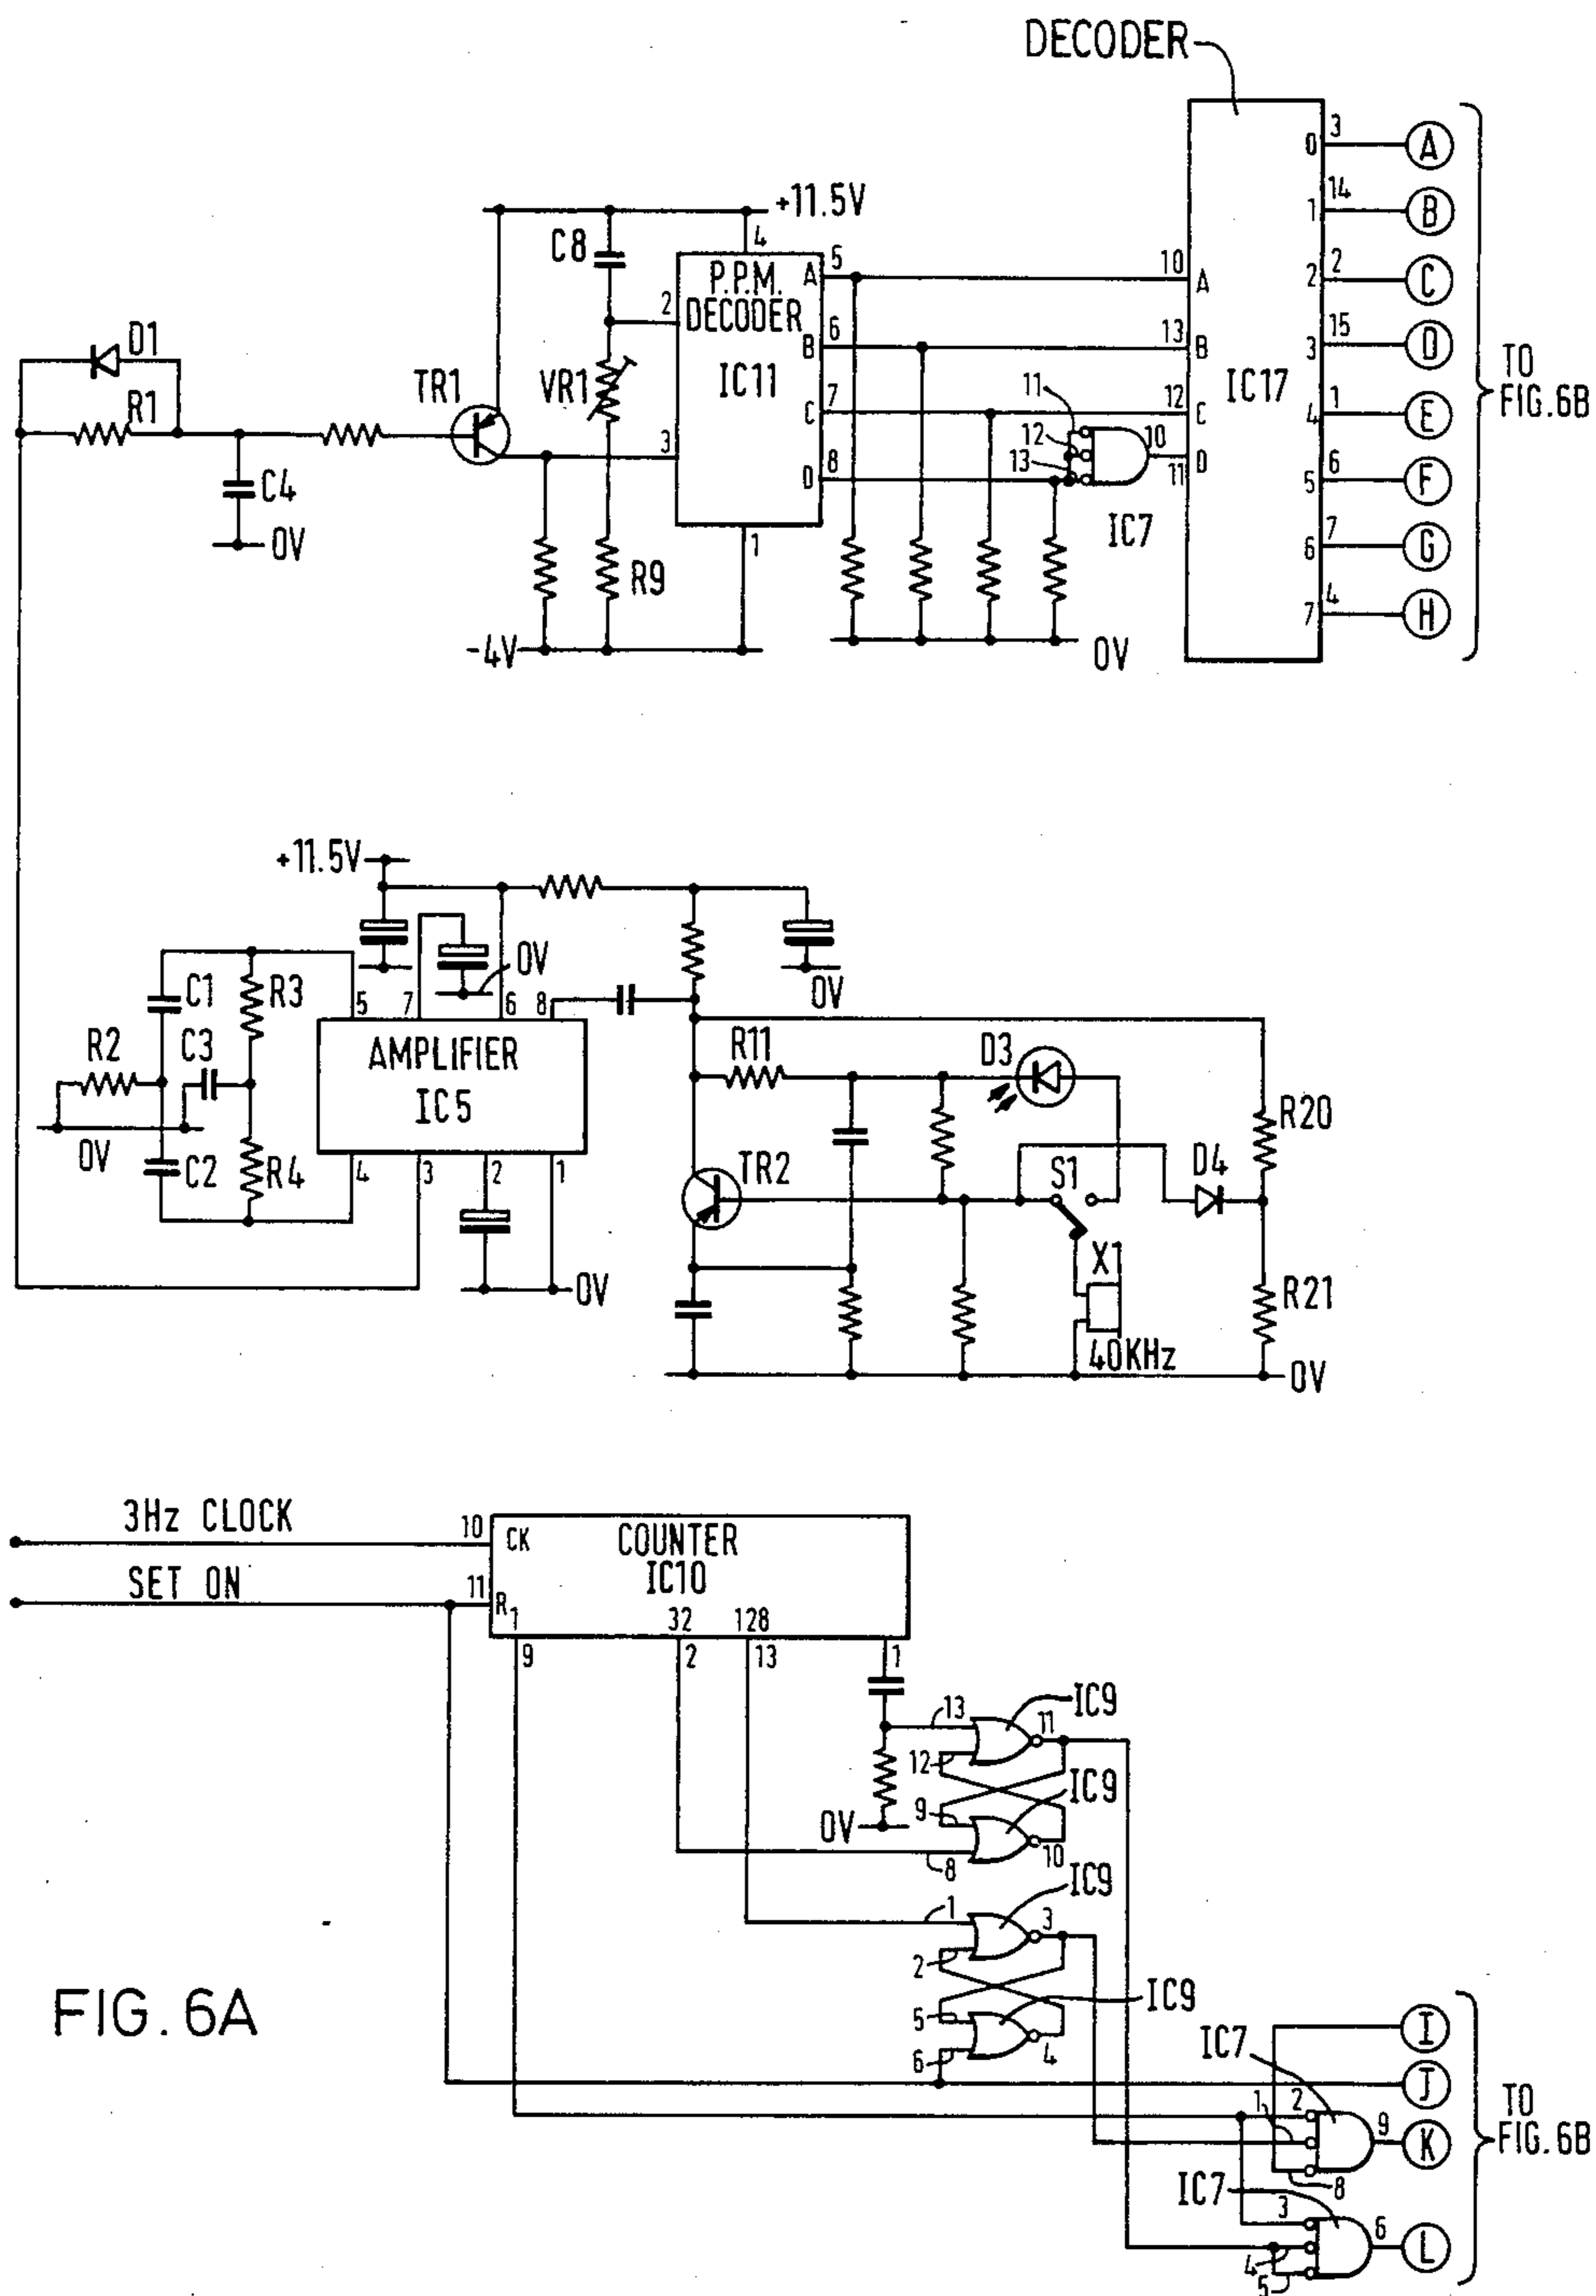 DECODER
0 3 A
1 14 B
2 2 C
3 15 D
4 1 E
5 6 F
6 7 G
7 4 H
TO
FIG. 6B
+11.5V
C8
4
P.P.M.
DECODER
IC11
2
3
1
A 5
B 6
C 7
D 8
10 A
13 B
12 C
11 D
IC17
11
12
13
10
IC7
D1
R1
TR1
VR1
C4
0V
R9
-4V
0V
+11.5V
0V
0V
C1
R3
5
7
6
8
R2
C3
AMPLIFIER
IC5
R11
D3
0V
C2
R4
4
3
2
1
TR2
S1
D4
R20
X1
0V
R21
40KHz
0V
3Hz CLOCK
10 CK
COUNTER
IC10
SET ON
11 R
1
32
128
9
2
13
1
13
IC9
11
12
IC9
9
0V
10
8
IC9
1
3
2
IC9
5
4
6
FIG. 6A
I
IC7
J
TO
FIG. 6B
1
2
9
K
8
IC7
3
6
L
4
5